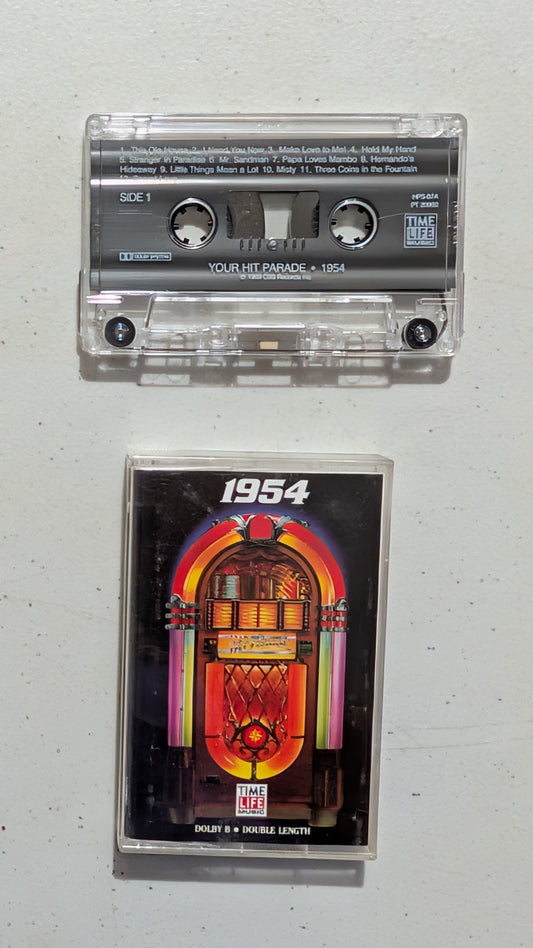 1. This Ole House 2. I Need You Now 3. Make Love to Me! 4. Hold My Hand
5. Stranger in Paradise 6. Mr. Sandman 7. Papa Loves Mambo 8. Hernando's
Hideaway 9. Little Things Mean a Lot 10. Misty 11. Three Coins in the Fountain
SIDE 1
TIME
LIFE
MUSIC
YOUR HIT PARADE • 1954
1954
TIME
LIFE
MUSIC
DOLBY B • DOUBLE LENGTH